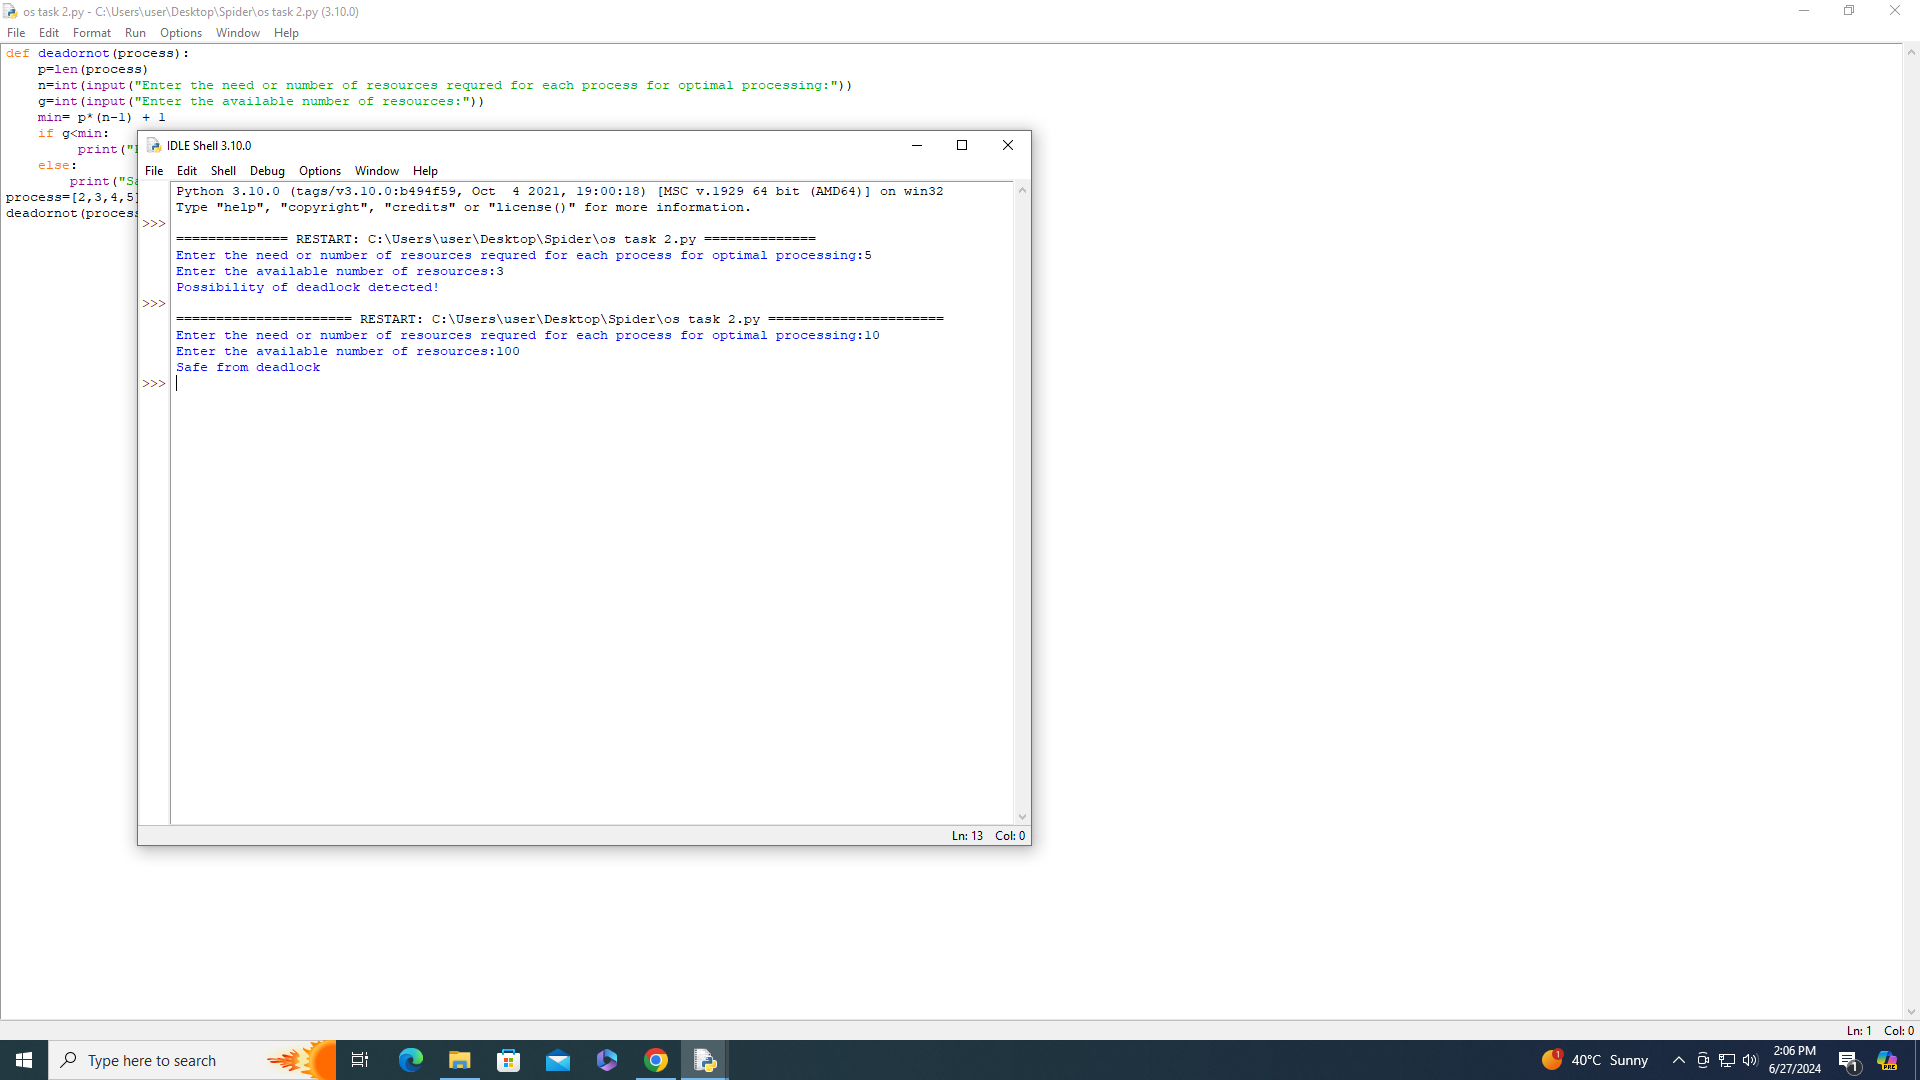 os task 2.py - C:\Users\user\Desktop\Spider\os task 2.py (3.10.0)
File Edit Format Run Options Window Help
def deadornot(process):
    p=len(process)
    n=int(input("Enter the need or number of resources requred for each process for optimal processing:"))
    g=int(input("Enter the available number of resources:"))
    min= p*(n-1) + 1
    if g<min:
         print("
    else:
        print("Sa
process=[2,3,4,5]
deadornot(process
IDLE Shell 3.10.0
File Edit Shell Debug Options Window Help
Python 3.10.0 (tags/v3.10.0:b494f59, Oct  4 2021, 19:00:18) [MSC v.1929 64 bit (AMD64)] on win32
Type "help", "copyright", "credits" or "license()" for more information.
>>>
============== RESTART: C:\Users\user\Desktop\Spider\os task 2.py ==============
Enter the need or number of resources requred for each process for optimal processing:5
Enter the available number of resources:3
Possibility of deadlock detected!
>>>
====================== RESTART: C:\Users\user\Desktop\Spider\os task 2.py ======================
Enter the need or number of resources requred for each process for optimal processing:10
Enter the available number of resources:100
Safe from deadlock
>>>
Ln: 13 Col: 0
Ln: 1 Col: 0
Type here to search
1
40°C Sunny
2:06 PM
6/27/2024
1
PRE